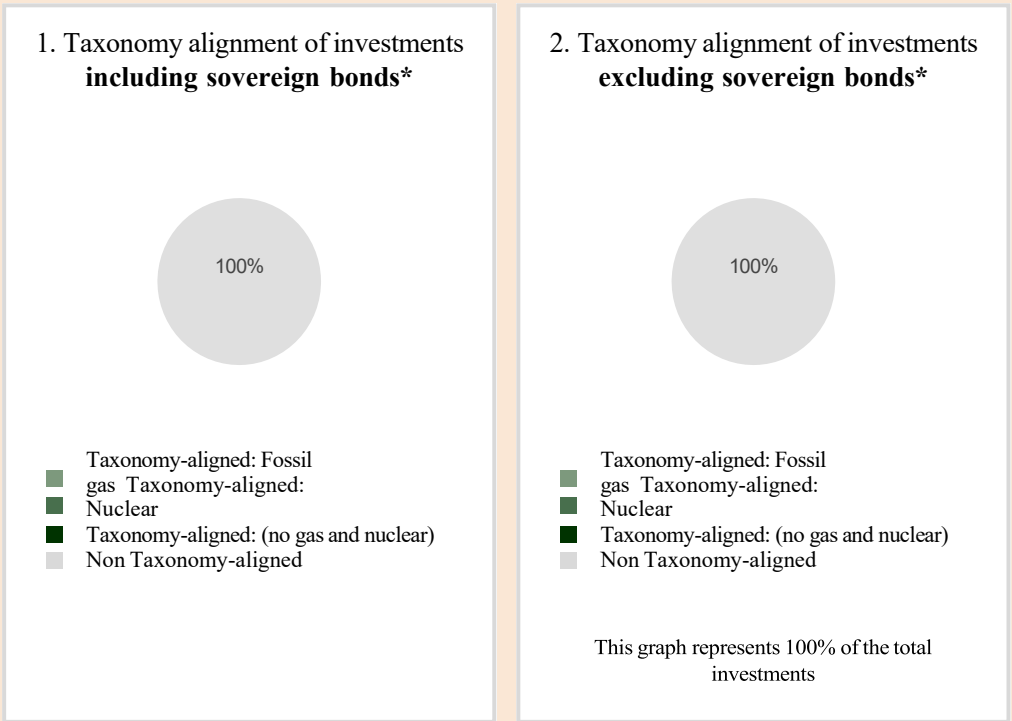 1. Taxonomy alignment of investments
including sovereign bonds*
100%
Taxonomy-aligned: Fossil
gas Taxonomy-aligned:
Nuclear
Taxonomy-aligned: (no gas and nuclear)
Non Taxonomy-aligned
2. Taxonomy alignment of investments
excluding sovereign bonds*
100%
Taxonomy-aligned: Fossil
gas Taxonomy-aligned:
Nuclear
Taxonomy-aligned: (no gas and nuclear)
Non Taxonomy-aligned
This graph represents 100% of the total
investments